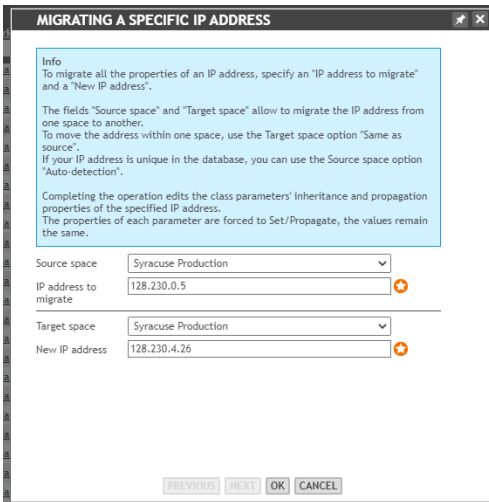 MIGRATING A SPECIFIC IP ADDRESS
Info
To migrate all the properties of an IP address, specify an "IP address to migrate"
and a "New IP address".
The fields "Source space" and "Target space" allow to migrate the IP address from
one space to another.
To move the address within one space, use the Target space option "Same as
source".
If your IP address is unique in the database, you can use the Source space option
"Auto-detection".
Completing the operation edits the class parameters' inheritance and propagation
properties of the specified IP address.
The properties of each parameter are forced to Set/Propagate, the values remain
the same.
Source space Syracuse Production
IP address to migrate 128.230.0.5
Target space Syracuse Production
New IP address 128.230.4.26
PREVIOUS NEXT OK CANCEL